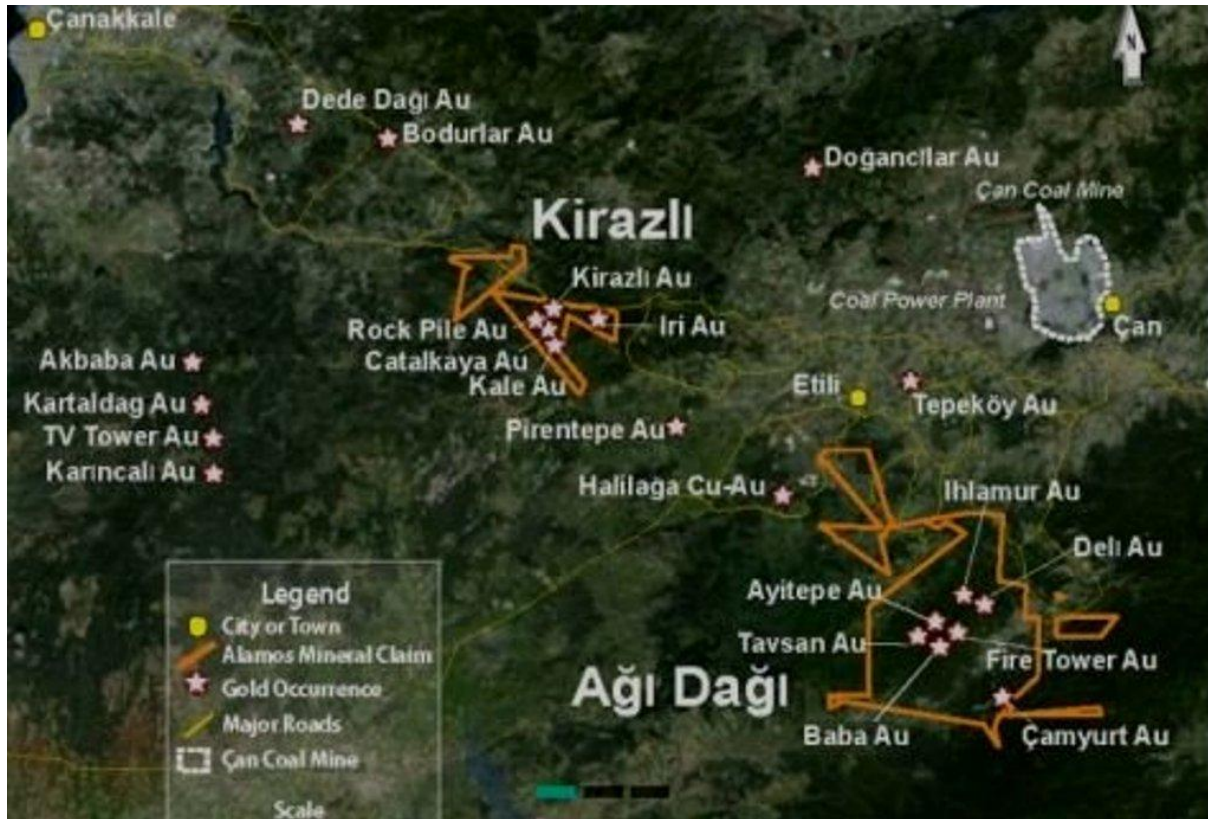 Çanakkale
N
Dede Dağı Au
Bodurlar Au
Doğancılar Au
Çan Coal Mine
Kirazlı
Kirazlı Au
Coal Power Plant
Rock Pile Au
Iri Au
Çan
Akbaba Au
Catalkaya Au
Kale Au
Etili
Kartaldag Au
Tepeköy Au
TV Tower Au
Pirentepe Au
Karıncalı Au
Halilağa Cu-Au
Ihlamur Au
Delı Au
Ayitepe Au
Tavsan Au
Fire Tower Au
Ağı Dağı
Baba Au
Çamyurt Au
Legend
City or Town
Alamos Mineral Claim
Gold Occurrence
Major Roads
Çan Coal Mine
Scale